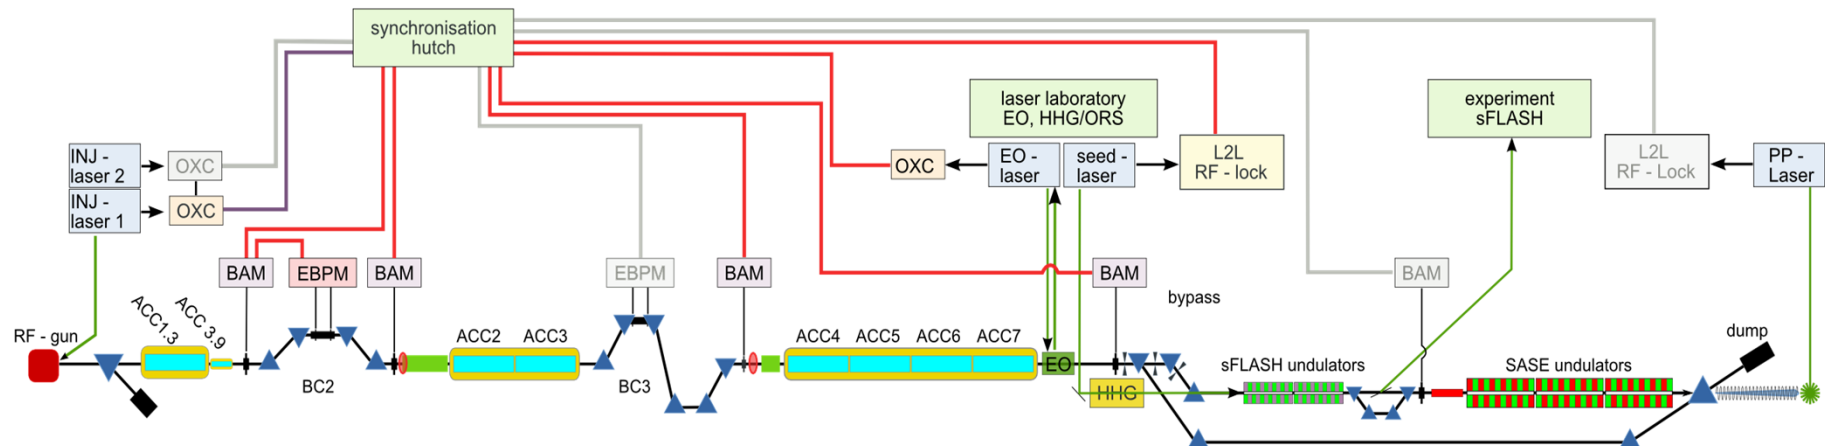 synchronisation
hutch
laser laboratory
EO, HHG/ORS
experiment
sFLASH
INJ -
laser 2
OXC
INJ -
laser 1
OXC
OXC
EO -
laser
seed -
laser
L2L
RF - lock
L2L
RF - Lock
PP -
Laser
BAM
EBPM
BAM
EBPM
BAM
BAM
BAM
bypass
RF - gun
ACC1.3
ACC 3.9
BC2
ACC2
ACC3
BC3
ACC4
ACC5
ACC6
ACC7
EO
HHG
sFLASH undulators
SASE undulators
dump